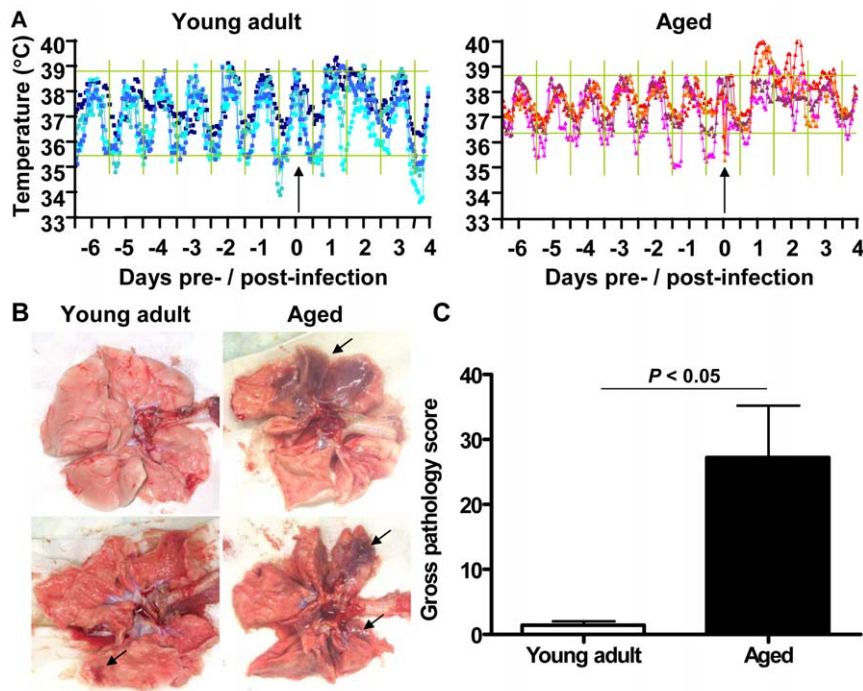 A
Young adult
Aged
Temperature (°C)
40
39
38
37
36
35
34
33
-6 -5 -4 -3 -2 -1 0 1 2 3 4
Days pre- / post-infection
40
39
38
37
36
35
34
33
-6 -5 -4 -3 -2 -1 0 1 2 3 4
Days pre- / post-infection
B
Young adult
Aged
C
Gross pathology score
40
30
20
10
0
P < 0.05
Young adult
Aged